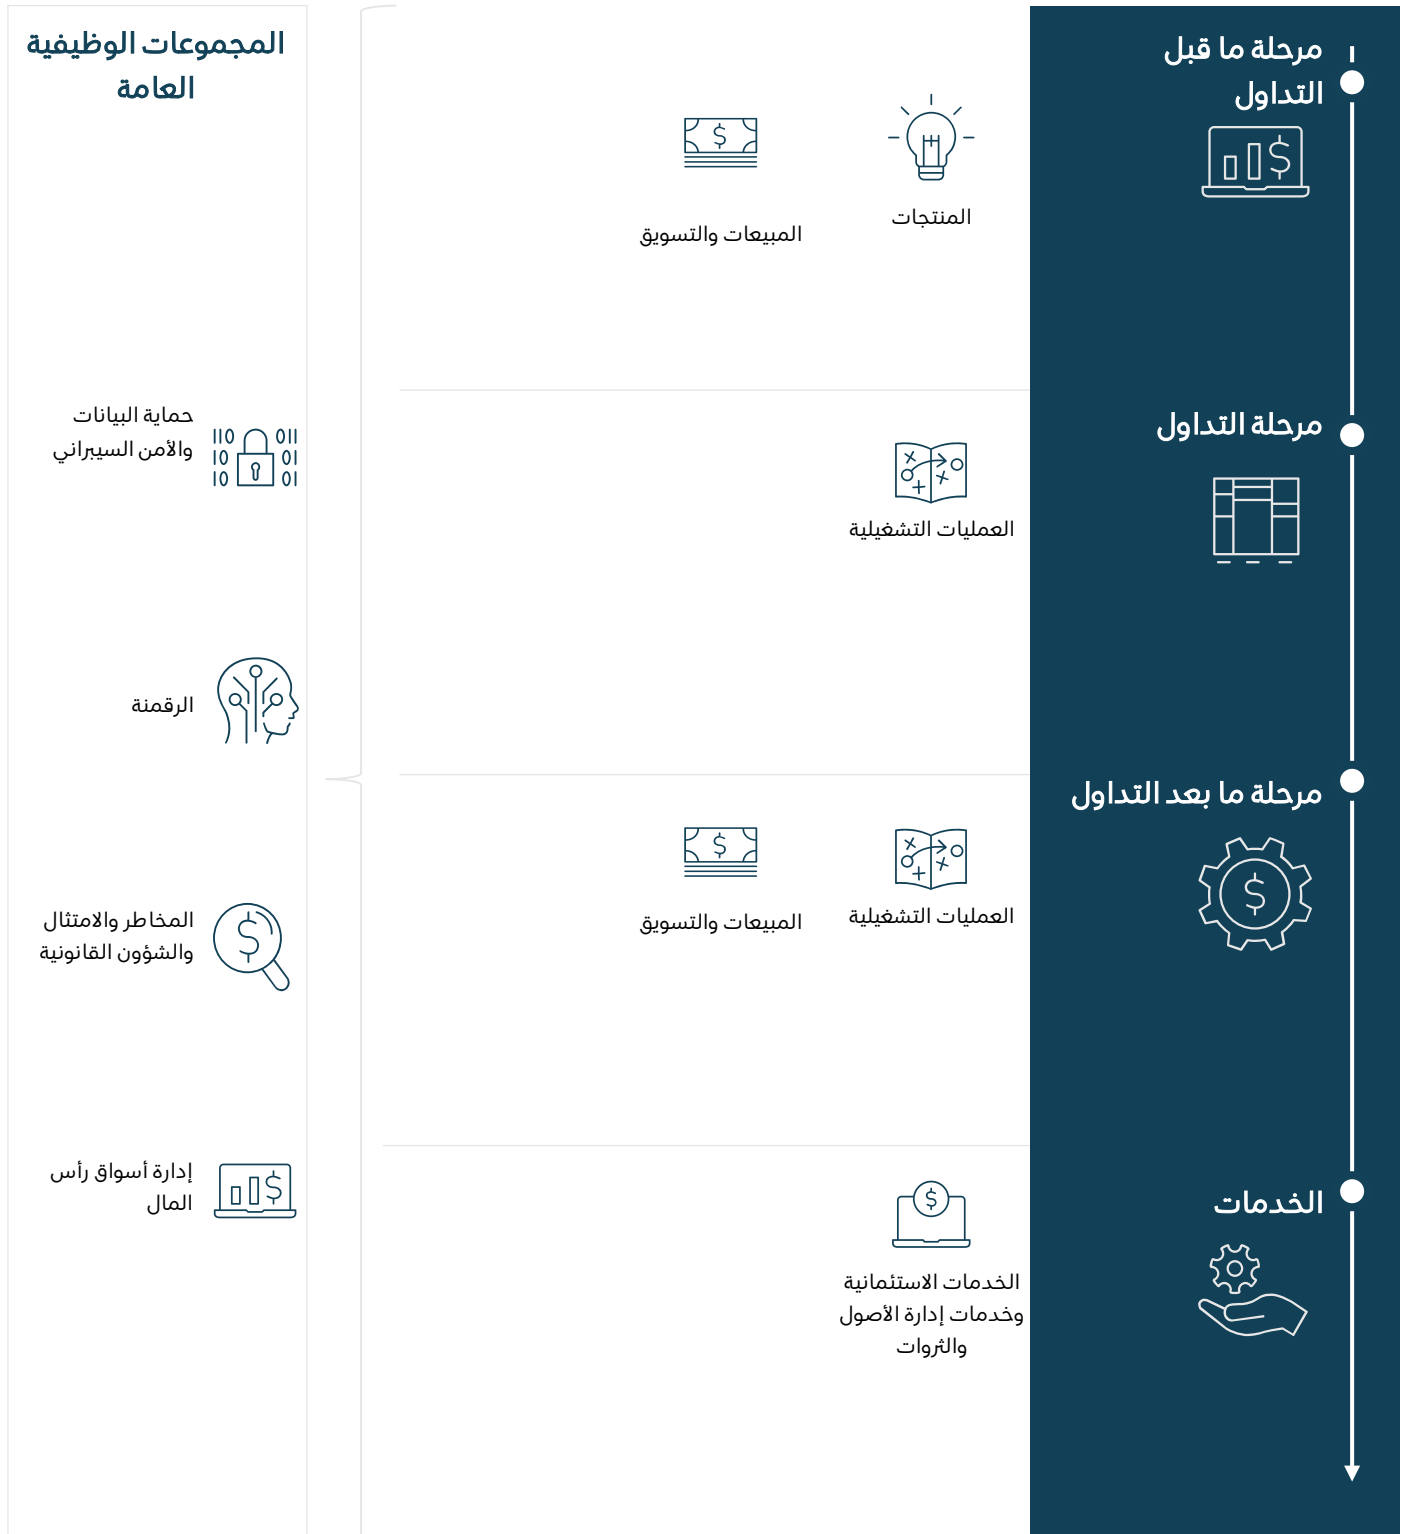 مرحلة ما قبل
التداول
المنتجات
المبيعات والتسويق
مرحلة التداول
العمليات التشغيلية
مرحلة ما بعد التداول
العمليات التشغيلية
المبيعات والتسويق
الخدمات
الخدمات الاستئمانية
وخدمات إدارة الأصول
والثروات
المجموعات الوظيفية
العامة
حماية البيانات
والأمن السيبراني
الرقمنة
المخاطر والامتثال
والشؤون القانونية
إدارة أسواق رأس
المال